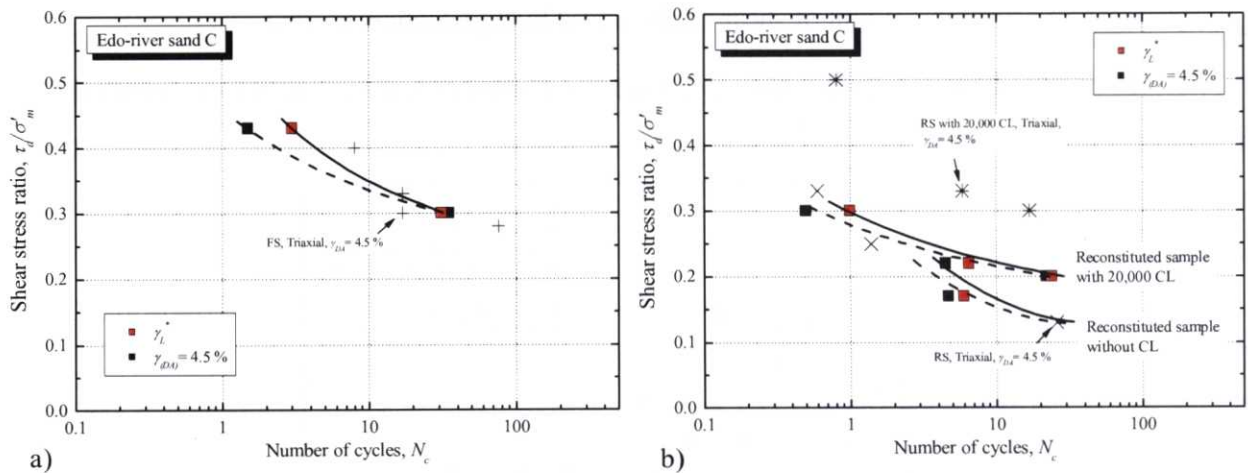 Edo-river sand C
Shear stress ratio, τd/σ'm
0.6
0.5
0.4
0.3
0.2
0.1
0.0
FS, Triaxial, γDA= 4.5 %
γL*
γ(DA)= 4.5 %
0.1
1
10
100
Number of cycles, Nc
a)
Edo-river sand C
Shear stress ratio, τd/σ'm
0.6
0.5
0.4
0.3
0.2
0.1
0.0
γL*
γ(DA)= 4.5 %
RS with 20,000 CL, Triaxial,
γDA= 4.5 %
Reconstituted sample
with 20,000 CL
Reconstituted sample
without CL
RS, Triaxial, γDA= 4.5 %
0.1
1
10
100
Number of cycles, Nc
b)